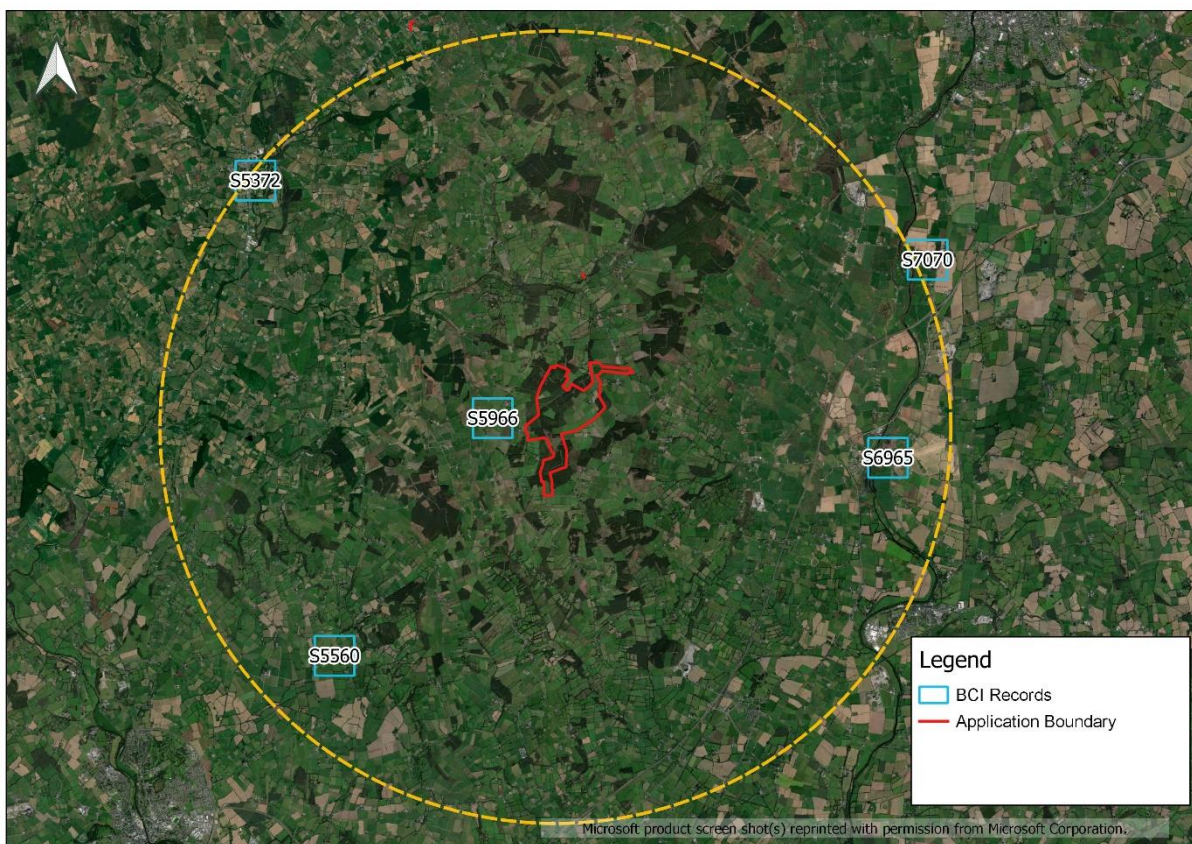 S5372
S7070
S5966
S6965
S5560
Legend
BCI Records
Application Boundary
Microsoft product screen shot(s) reprinted with permission from Microsoft Corporation.